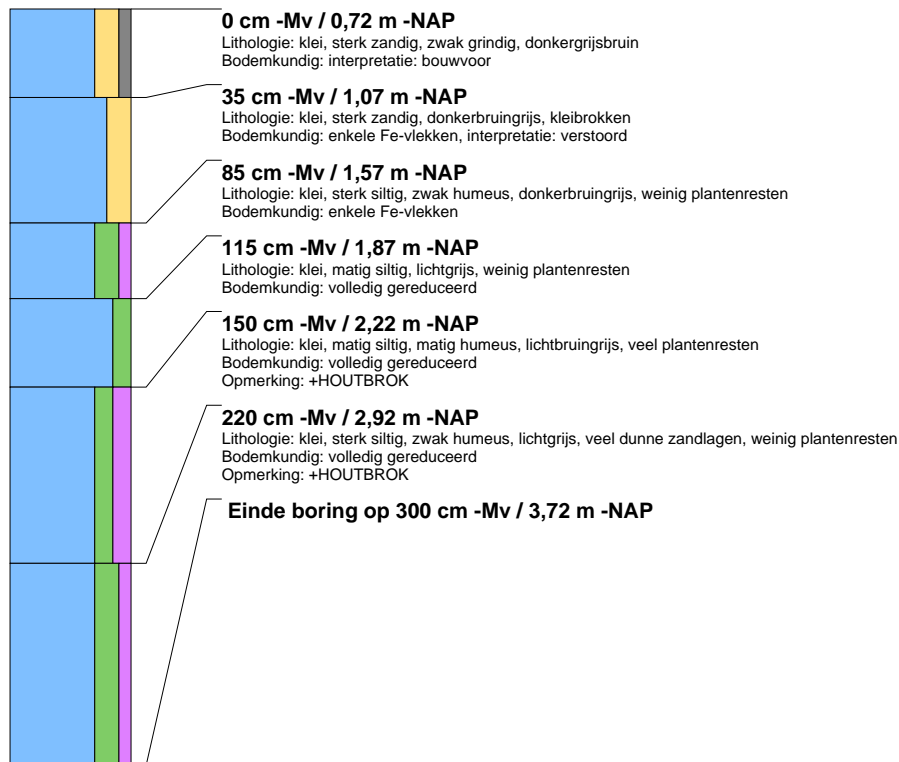 0 cm -Mv / 0,72 m -NAP
Lithologie: klei, sterk zandig, zwak grindig, donkergrijsbruin
Bodemkundig: interpretatie: bouwvoor
35 cm -Mv / 1,07 m -NAP
Lithologie: klei, sterk zandig, donkerbruingrijs, kleibrokken
Bodemkundig: enkele Fe-vlekken, interpretatie: verstoord
85 cm -Mv / 1,57 m -NAP
Lithologie: klei, sterk siltig, zwak humeus, donkerbruingrijs, weinig plantenresten
Bodemkundig: enkele Fe-vlekken
115 cm -Mv / 1,87 m -NAP
Lithologie: klei, matig siltig, lichtgrijs, weinig plantenresten
Bodemkundig: volledig gereduceerd
150 cm -Mv / 2,22 m -NAP
Lithologie: klei, matig siltig, matig humeus, lichtbruingrijs, veel plantenresten
Bodemkundig: volledig gereduceerd
Opmerking: +HOUTBROK
220 cm -Mv / 2,92 m -NAP
Lithologie: klei, sterk siltig, zwak humeus, lichtgrijs, veel dunne zandlagen, weinig plantenresten
Bodemkundig: volledig gereduceerd
Opmerking: +HOUTBROK
Einde boring op 300 cm -Mv / 3,72 m -NAP